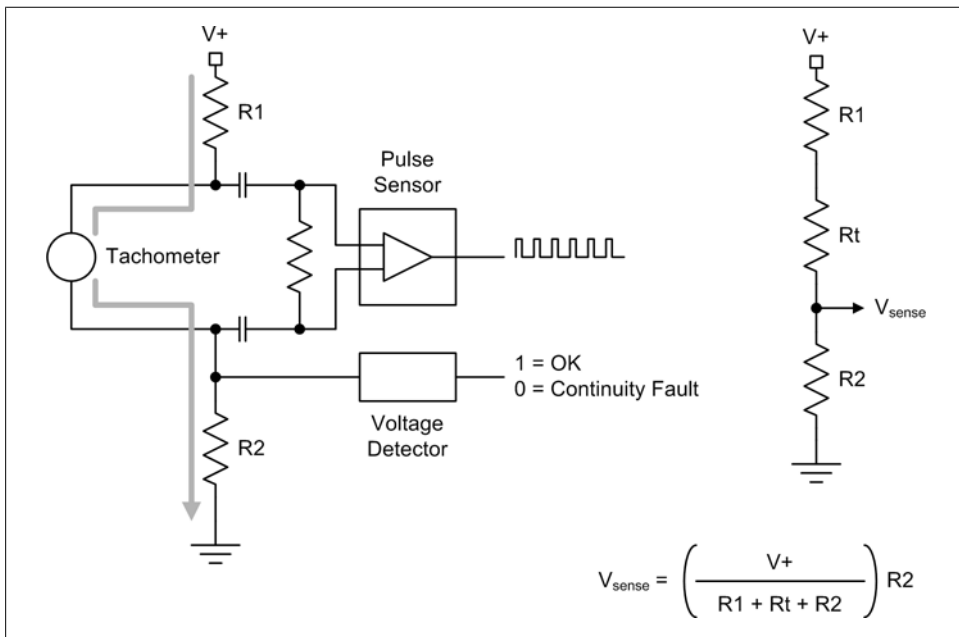 V+
R1
Pulse
Sensor
Tachometer
1 = OK
0 = Continuity Fault
Voltage
Detector
R2
V+
R1
Rt
Vsense
R2
Vsense = ( V+ / R1 + Rt + R2 ) R2